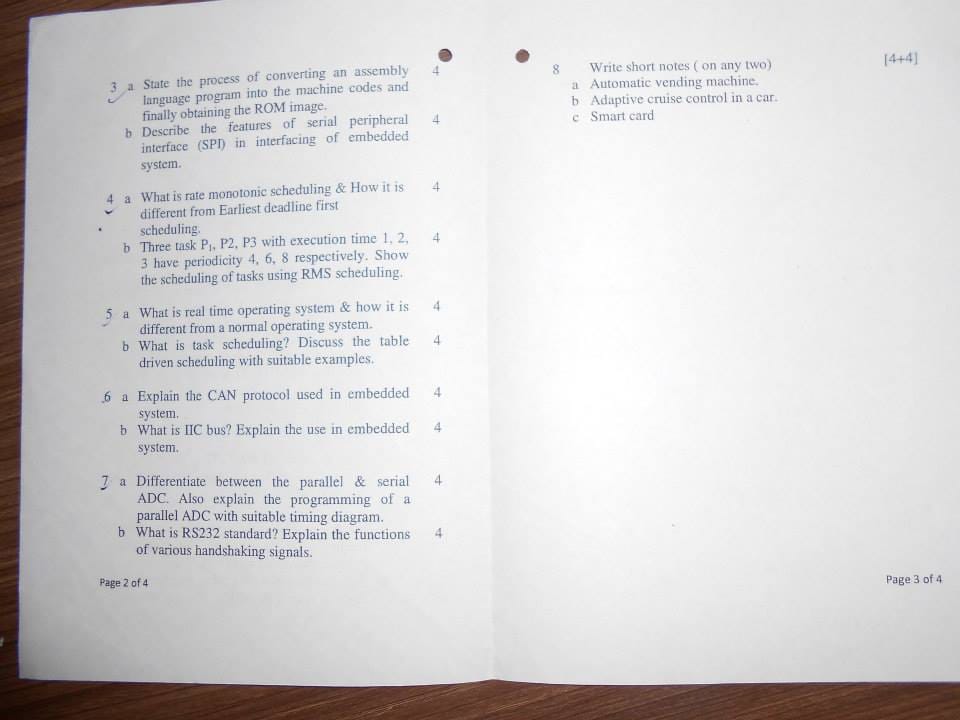 3 a State the process of converting an assembly 4
language program into the machine codes and
finally obtaining the ROM image.
b Describe the features of serial peripheral 4
interface (SPI) in interfacing of embedded
system.
4 a What is rate monotonic scheduling & How it is 4
different from Earliest deadline first
scheduling.
b Three task P1, P2, P3 with execution time 1, 2, 4
3 have periodicity 4, 6, 8 respectively. Show
the scheduling of tasks using RMS scheduling.
5 a What is real time operating system & how it is 4
different from a normal operating system.
b What is task scheduling? Discuss the table 4
driven scheduling with suitable examples.
6 a Explain the CAN protocol used in embedded 4
system.
b What is IIC bus? Explain the use in embedded 4
system.
7 a Differentiate between the parallel & serial 4
ADC. Also explain the programming of a
parallel ADC with suitable timing diagram.
b What is RS232 standard? Explain the functions 4
of various handshaking signals.
Page 2 of 4
8 Write short notes ( on any two) [4+4]
a Automatic vending machine.
b Adaptive cruise control in a car.
c Smart card
Page 3 of 4